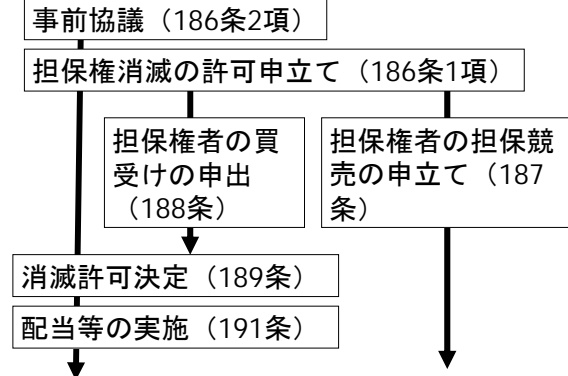 事前協議（186条2項）
担保権消滅の許可申立て（186条1項）
担保権者の買
受けの申出
（188条）
担保権者の担保競
売の申立て（187
条）
消滅許可決定（189条）
配当等の実施（191条）